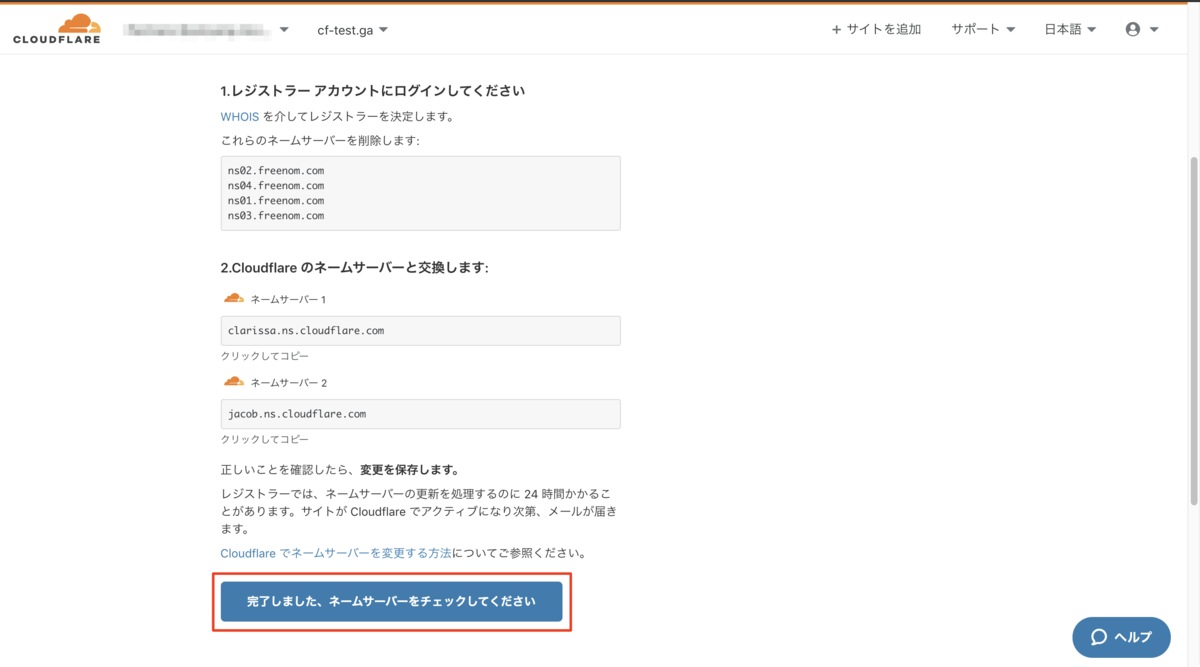 CLOUDFLARE
cf-test.ga
+ サイトを追加
サポート
日本語
1.レジストラー アカウントにログインしてください
WHOIS を介してレジストラーを決定します。
これらのネームサーバーを削除します:
ns02.freenom.com
ns04.freenom.com
ns01.freenom.com
ns03.freenom.com
2.Cloudflare のネームサーバーと交換します:
ネームサーバー 1
clarissa.ns.cloudflare.com
クリックしてコピー
ネームサーバー 2
jacob.ns.cloudflare.com
クリックしてコピー
正しいことを確認したら、変更を保存します。
レジストラーでは、ネームサーバーの更新を処理するのに 24 時間かかるこ
とがあります。サイトが Cloudflare でアクティブになり次第、メールが届き
ます。
Cloudflare でネームサーバーを変更する方法についてご参照ください。
完了しました、ネームサーバーをチェックしてください
ヘルプ